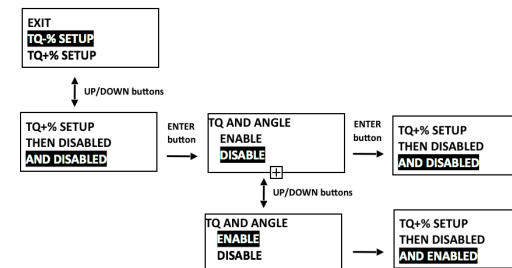 EXIT
TQ-% SETUP
TQ+% SETUP
UP/DOWN buttons
TQ+% SETUP
THEN DISABLED
AND DISABLED
ENTER
button
TQ AND ANGLE
ENABLE
DISABLE
ENTER
button
TQ+% SETUP
THEN DISABLED
AND DISABLED
UP/DOWN buttons
TQ AND ANGLE
ENABLE
DISABLE
TQ+% SETUP
THEN DISABLED
AND ENABLED